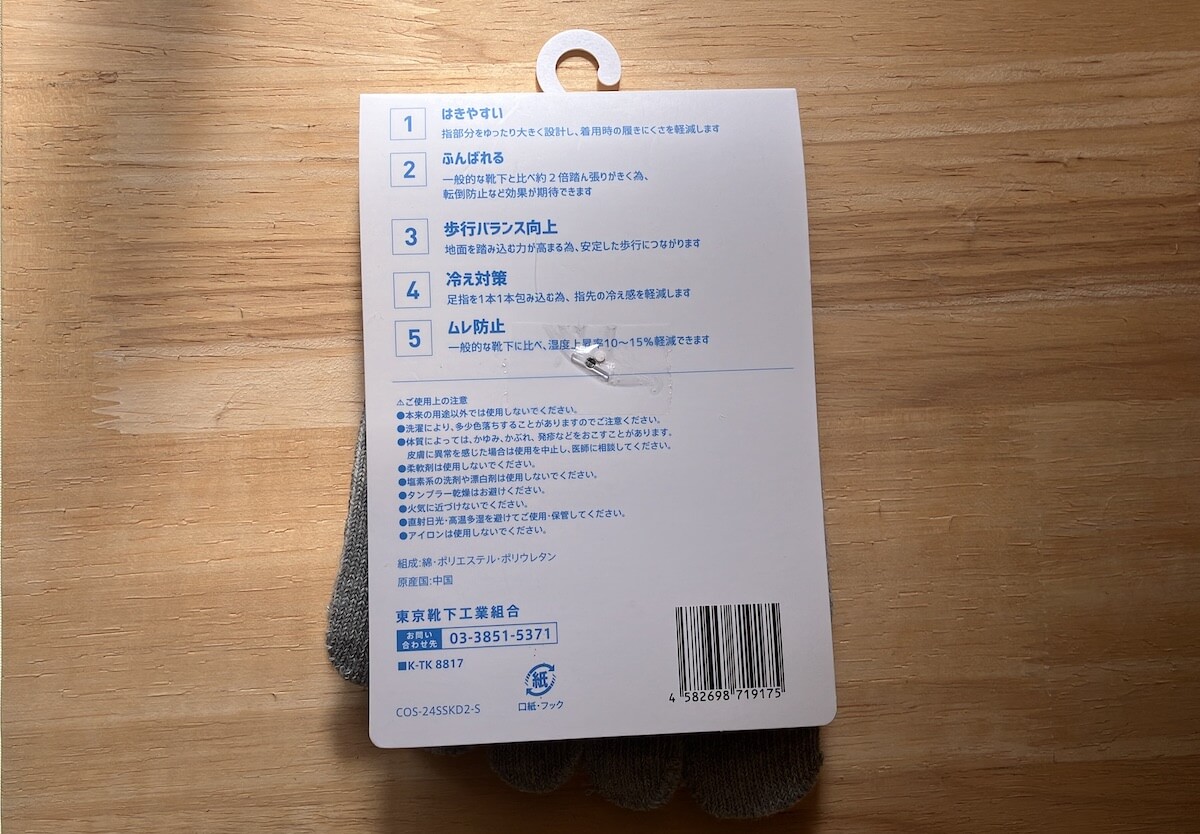 1 はきやすい
指部分をゆったり大きく設計し、着用時の履きにくさを軽減します
2 ふんばれる
一般的な靴下と比べ約2倍踏ん張りがきく為、
転倒防止など効果が期待できます
3 歩行バランス向上
地面を踏み込む力が高まる為、安定した歩行につながります
4 冷え対策
足指を1本1本包み込む為、指先の冷え感を軽減します
5 ムレ防止
一般的な靴下に比べ、湿度上昇率10〜15%軽減できます
⚠ご使用上の注意
●本来の用途以外では使用しないでください。
●洗濯により、多少色落ちすることがありますのでご注意ください。
●体質によっては、かゆみ、かぶれ、発疹などをおこすことがあります。
皮膚に異常を感じた場合は使用を中止し、医師に相談してください。
●柔軟剤は使用しないでください。
●塩素系の洗剤や漂白剤は使用しないでください。
●タンブラー乾燥はお避けください。
●火気に近づけないでください。
●直射日光・高温多湿を避けてご使用・保管してください。
●アイロンは使用しないでください。
組成:綿・ポリエステル・ポリウレタン
原産国:中国
東京靴下工業組合
お問い合わせ先 03-3851-5371
■K-TK 8817
紙
口紙・フック
COS-24SSKD2-S
4 582698 719175